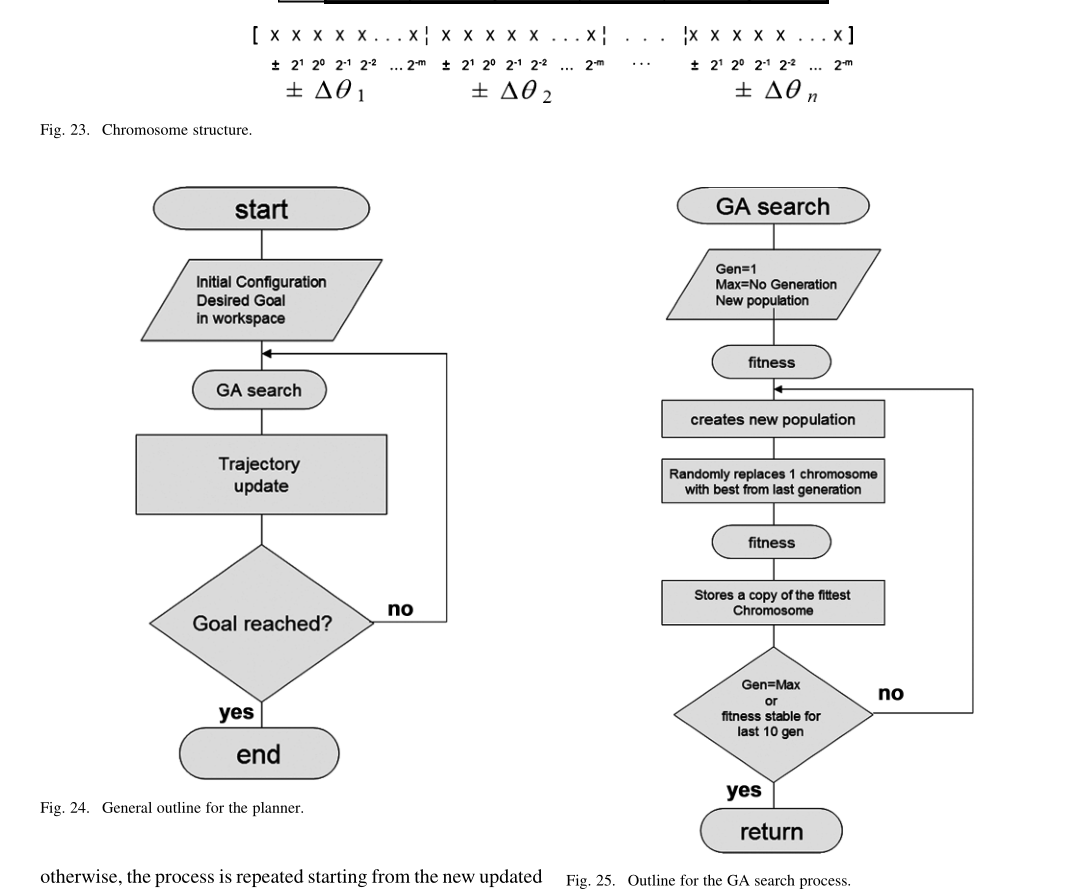 [ x x x x x . . . x ¦ x x x x x . . . x ¦ . . . ¦x x x x x . . . x ]
± 2¹ 2⁰ 2⁻¹ 2⁻² ... 2⁻ᵐ ± 2¹ 2⁰ 2⁻¹ 2⁻² ... 2⁻ᵐ ... ± 2¹ 2⁰ 2⁻¹ 2⁻² ... 2⁻ᵐ
± Δθ ₁ ± Δθ ₂ ± Δθ ₙ
Fig. 23. Chromosome structure.
start
Initial Configuration
Desired Goal
in workspace
GA search
Trajectory
update
Goal reached?
no
yes
end
Fig. 24. General outline for the planner.
otherwise, the process is repeated starting from the new updated
GA search
Gen=1
Max=No Generation
New population
fitness
creates new population
Randomly replaces 1 chromosome
with best from last generation
fitness
Stores a copy of the fittest
Chromosome
Gen=Max
or
fitness stable for
last 10 gen
no
yes
return
Fig. 25. Outline for the GA search process.